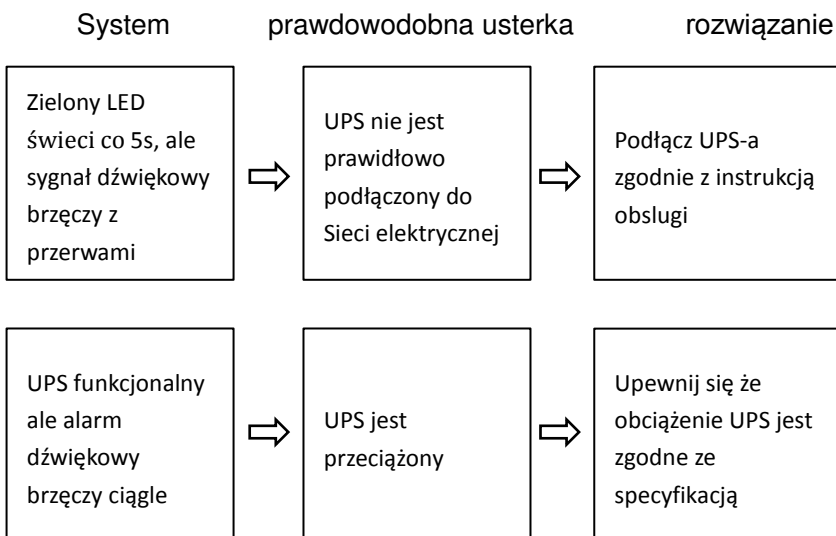 System prawdowodobna usterka rozwiązanie
Zielony LED
świeci co 5s, ale
sygnał dźwiękowy
brzęczy z
przerwami
UPS nie jest
prawidłowo
podłączony do
Sieci elektrycznej
Podłącz UPS-a
zgodnie z instrukcją
obslugi
UPS funkcjonalny
ale alarm
dźwiękowy
brzęczy ciągle
UPS jest
przeciążony
Upewnij się że
obciążenie UPS jest
zgodne ze
specyfikacją